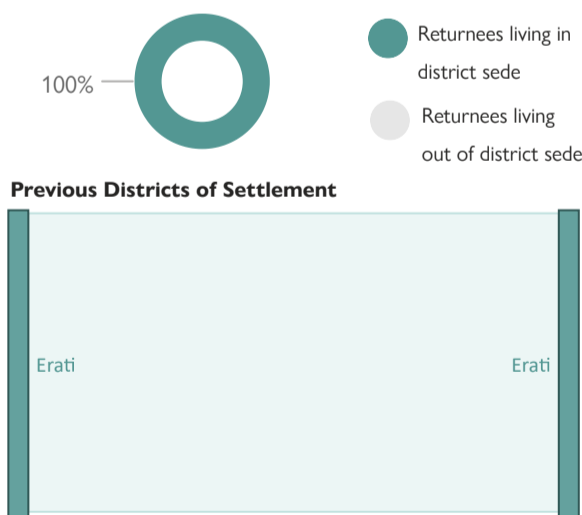 100%
Returnees living in
district sede
Returnees living
out of district sede
Previous Districts of Settlement
Erati
Erati